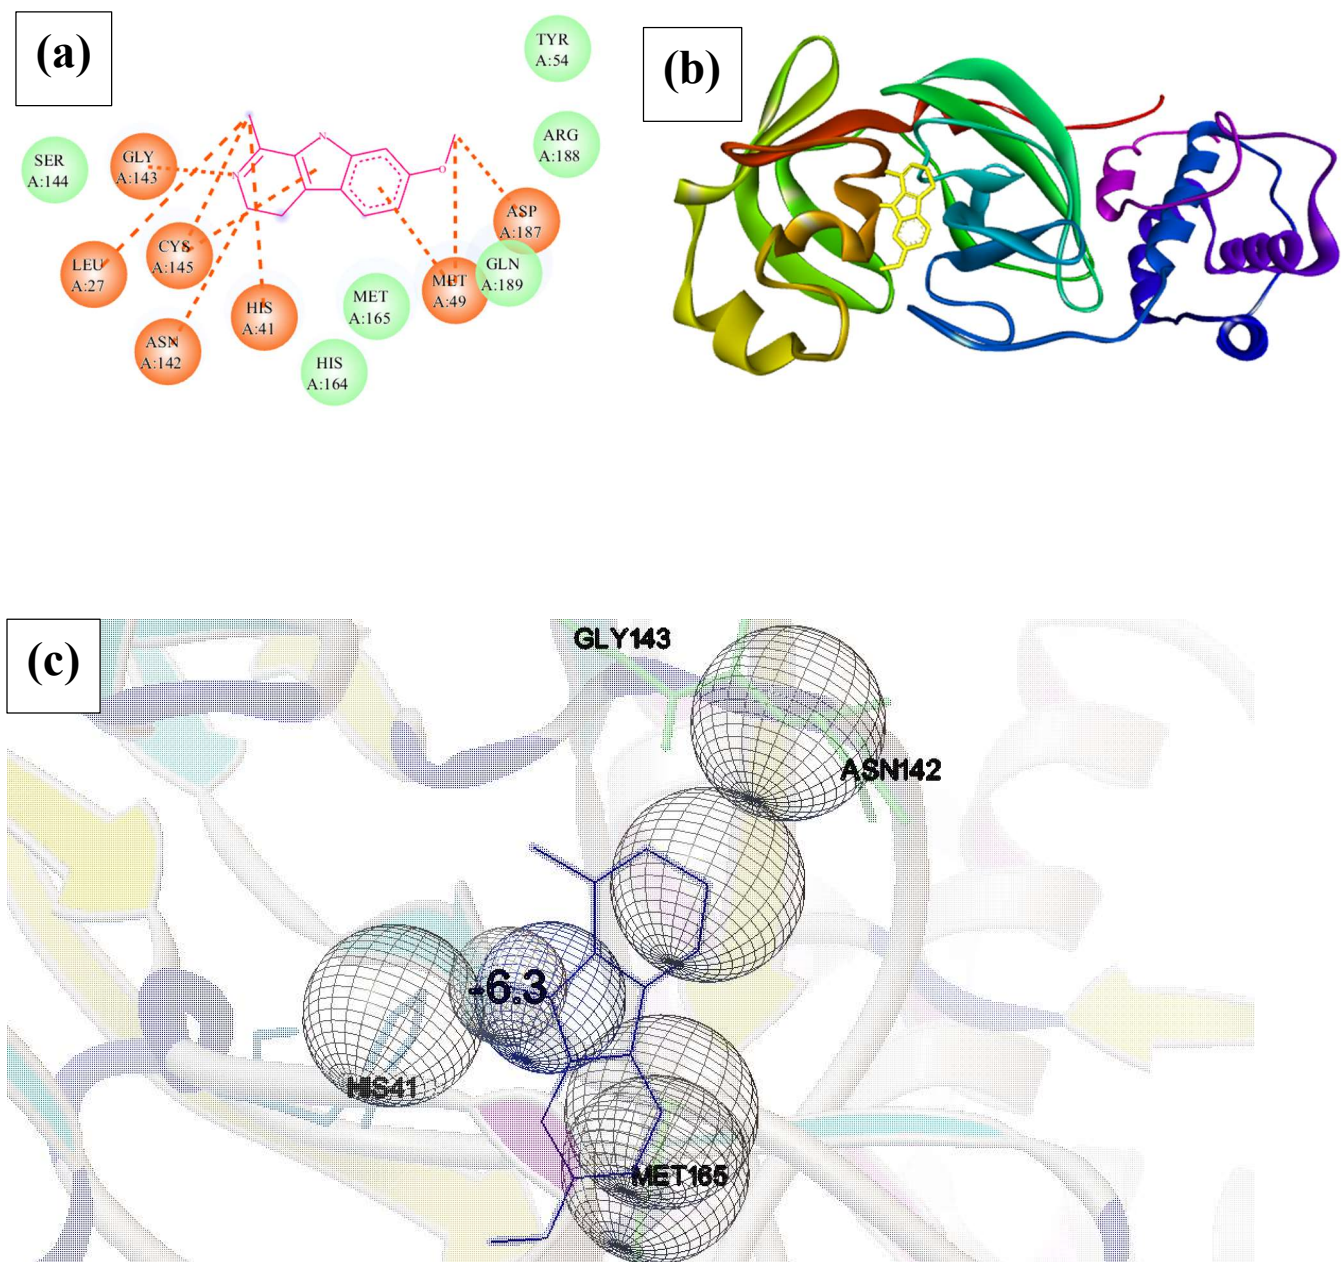 (a)
TYR
A:54
(b)
ARG
A:188
SER
A:144
GLY
A:143
N
N
O
ASP
A:187
CYS
A:145
GLN
A:189
LEU
A:27
MET
A:49
MET
A:165
HIS
A:41
ASN
A:142
HIS
A:164
(c)
GLY143
ASN142
-6.3
HIS41
MET165